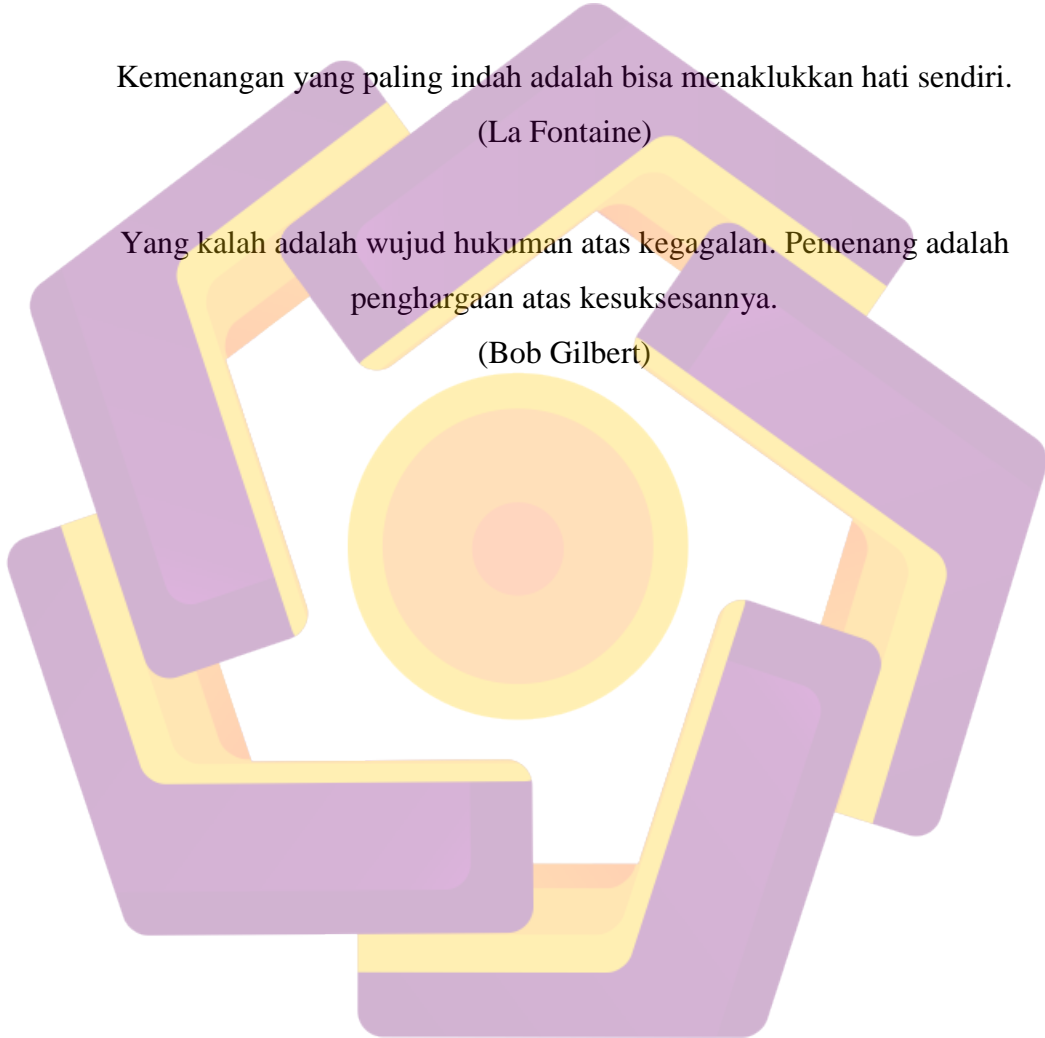 Kemenangan yang paling indah adalah bisa menaklukkan hati sendiri.
(La Fontaine)
Yang kalah adalah wujud hukuman atas kegagalan. Pemenang adalah
penghargaan atas kesuksesannya.
(Bob Gilbert)